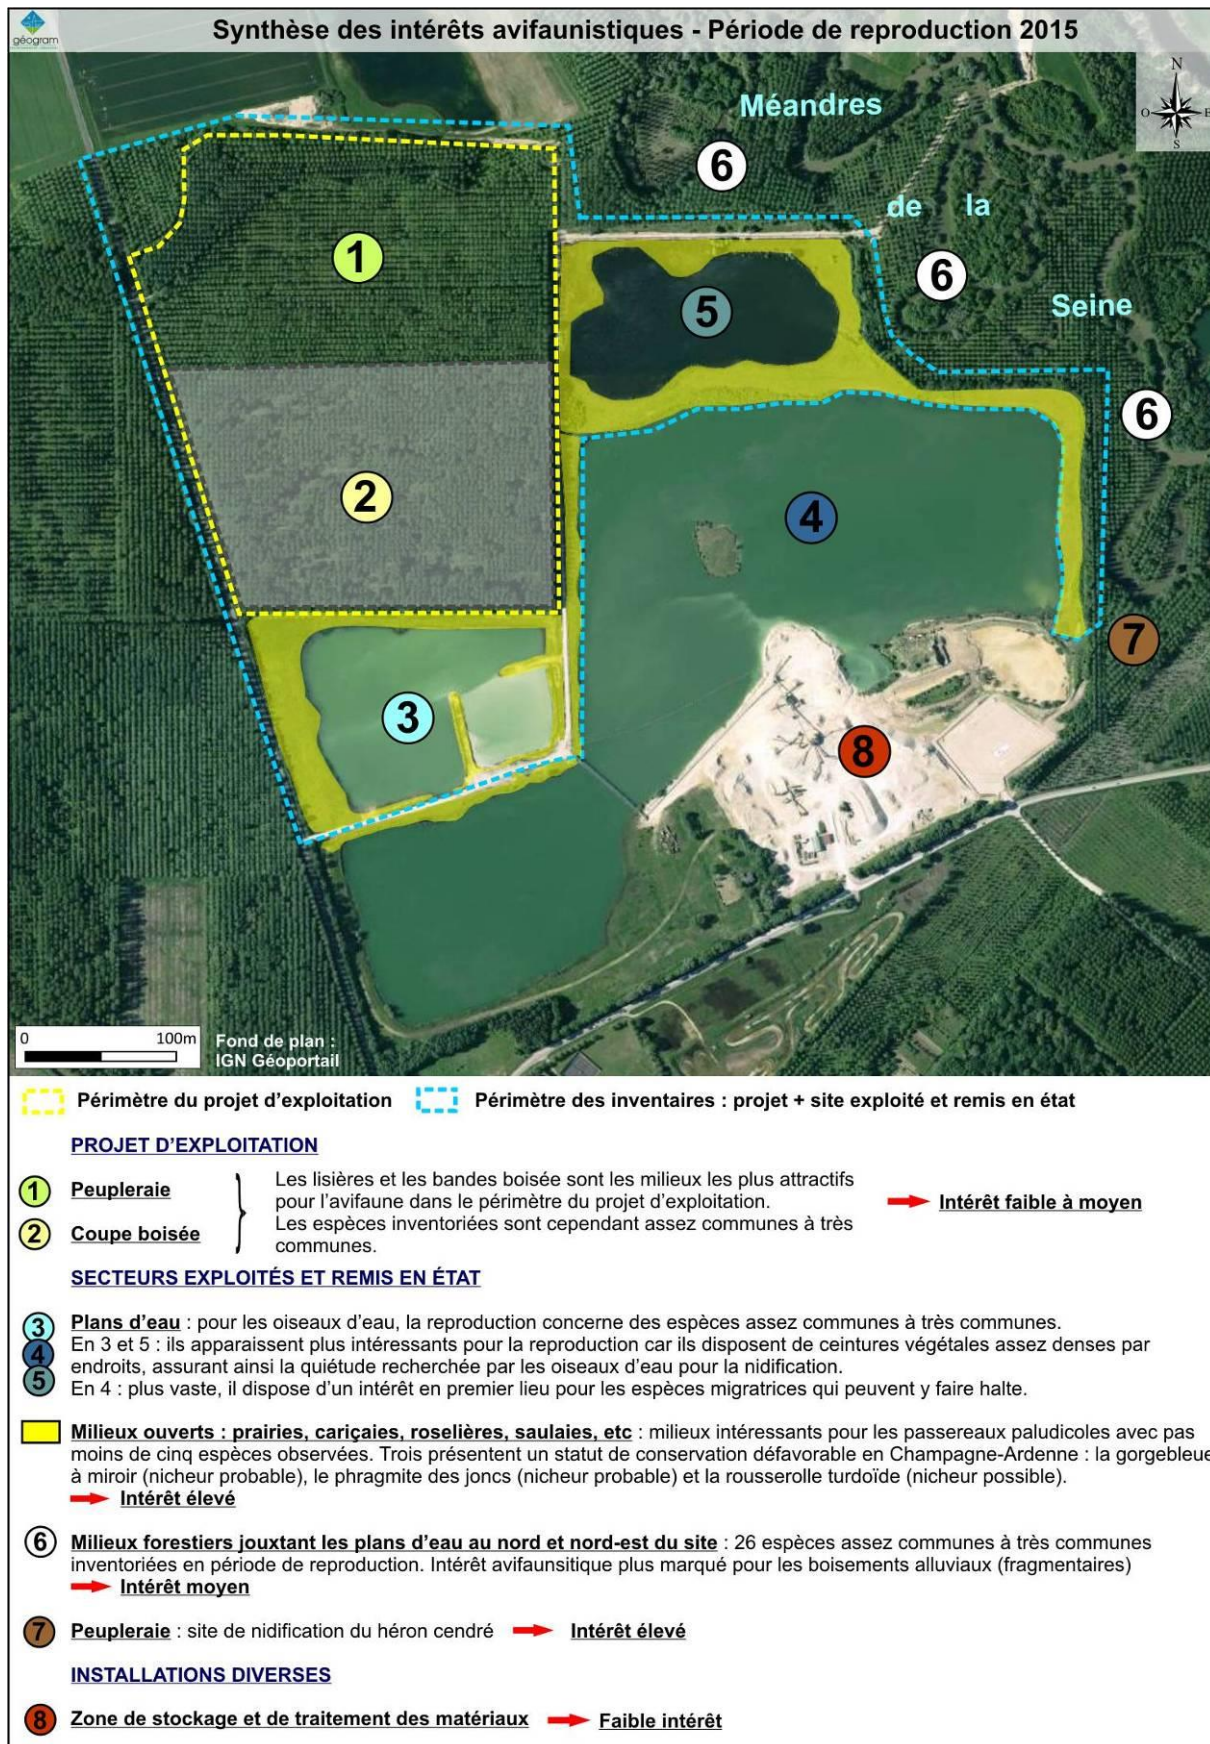 géogram
Synthèse des intérêts avifaunistiques - Période de reproduction 2015
N
O
E
S
Méandres
6
de la
6
1
5
Seine
6
2
4
7
3
8
0 100m
Fond de plan :
IGN Géoportail
Périmètre du projet d'exploitation
Périmètre des inventaires : projet + site exploité et remis en état
PROJET D'EXPLOITATION
1 Peupleraie
2 Coupe boisée
Les lisières et les bandes boisée sont les milieux les plus attractifs
pour l'avifaune dans le périmètre du projet d'exploitation.
Les espèces inventoriées sont cependant assez communes à très
communes.
Intérêt faible à moyen
SECTEURS EXPLOITÉS ET REMIS EN ÉTAT
3
4
5
Plans d'eau : pour les oiseaux d'eau, la reproduction concerne des espèces assez communes à très communes.
En 3 et 5 : ils apparaissent plus intéressants pour la reproduction car ils disposent de ceintures végétales assez denses par
endroits, assurant ainsi la quiétude recherchée par les oiseaux d'eau pour la nidification.
En 4 : plus vaste, il dispose d'un intérêt en premier lieu pour les espèces migratrices qui peuvent y faire halte.
Milieux ouverts : prairies, cariçaies, roselières, saulaies, etc : milieux intéressants pour les passereaux paludicoles avec pas
moins de cinq espèces observées. Trois présentent un statut de conservation défavorable en Champagne-Ardenne : la gorgebleue
à miroir (nicheur probable), le phragmite des joncs (nicheur probable) et la rousserolle turdoïde (nicheur possible).
Intérêt élevé
6 Milieux forestiers jouxtant les plans d'eau au nord et nord-est du site : 26 espèces assez communes à très communes
inventoriées en période de reproduction. Intérêt avifaunsitique plus marqué pour les boisements alluviaux (fragmentaires)
Intérêt moyen
7 Peupleraie : site de nidification du héron cendré Intérêt élevé
INSTALLATIONS DIVERSES
8 Zone de stockage et de traitement des matériaux Faible intérêt